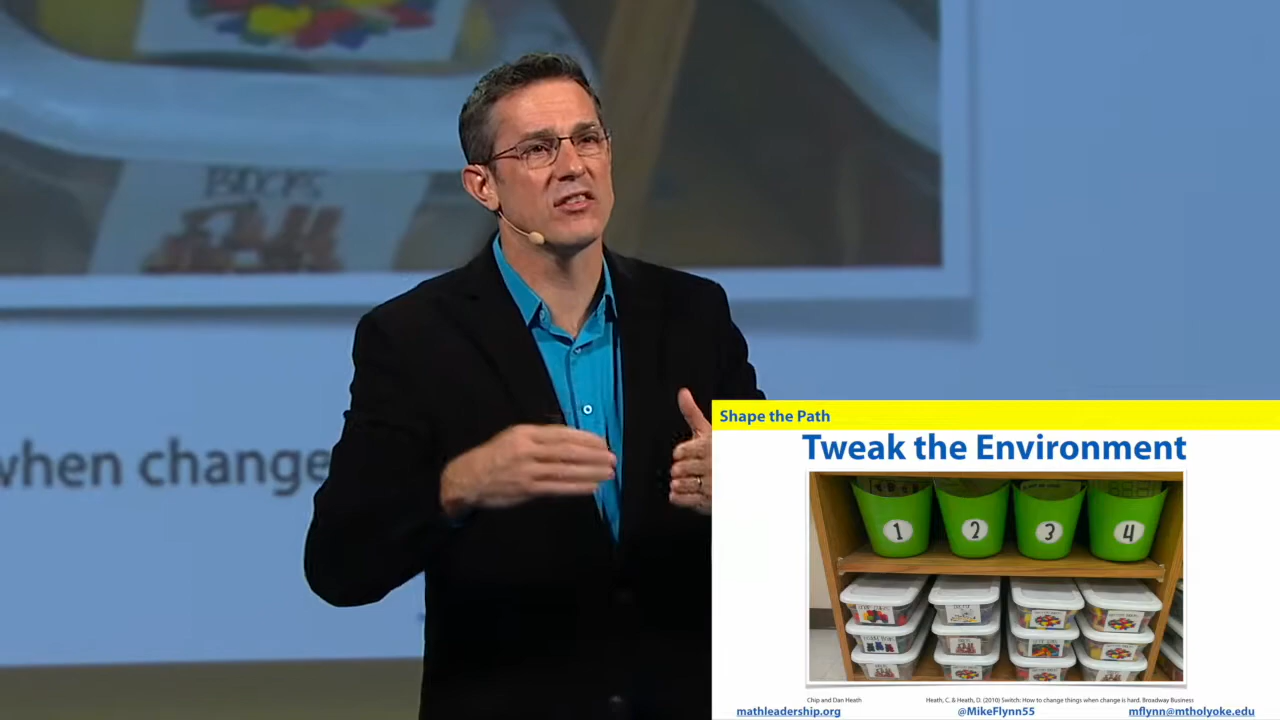 BLOCKS
when change
Shape the Path
Tweak the Environment
1 2 3 4
Chip and Dan Heath
Heath, C. & Heath, D. (2010) Switch: How to change things when change is hard. Broadway Business
mathleadership.org
@MikeFlynn55
mflynn@mtholyoke.edu